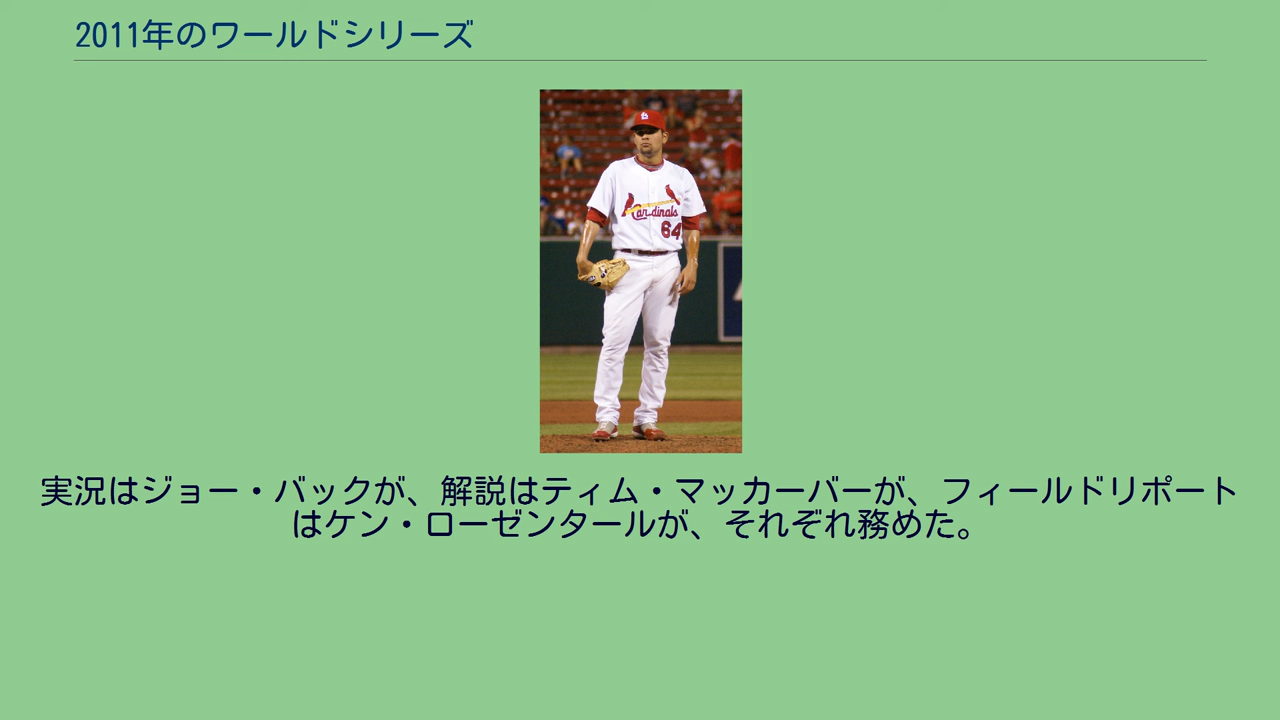 2011年のワールドシリーズ
Cardinals
64
実況はジョー・バックが、解説はティム・マッカーバーが、フィールドリポート
はケン・ローゼンタールが、それぞれ務めた。